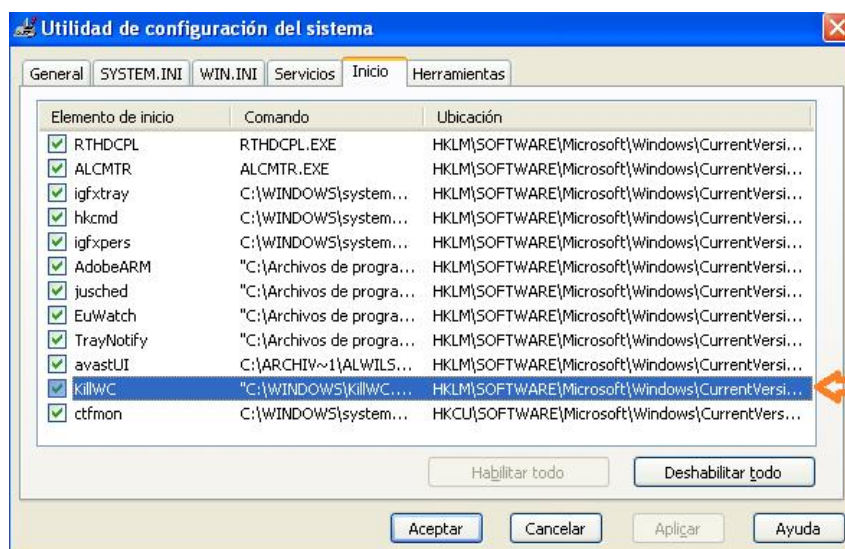 Utilidad de configuración del sistema
General SYSTEM.INI WIN.INI Servicios Inicio Herramientas
Elemento de inicio Comando Ubicación
RTHDCPL RTHDCPL.EXE HKLM\SOFTWARE\Microsoft\Windows\CurrentVersi...
ALCMTR ALCMTR.EXE HKLM\SOFTWARE\Microsoft\Windows\CurrentVersi...
igfxtray C:\WINDOWS\system... HKLM\SOFTWARE\Microsoft\Windows\CurrentVersi...
hkcmd C:\WINDOWS\system... HKLM\SOFTWARE\Microsoft\Windows\CurrentVersi...
igfxpers C:\WINDOWS\system... HKLM\SOFTWARE\Microsoft\Windows\CurrentVersi...
AdobeARM "C:\Archivos de progra... HKLM\SOFTWARE\Microsoft\Windows\CurrentVersi...
jusched "C:\Archivos de progra... HKLM\SOFTWARE\Microsoft\Windows\CurrentVersi...
EuWatch "C:\Archivos de progra... HKLM\SOFTWARE\Microsoft\Windows\CurrentVersi...
TrayNotify "C:\Archivos de progra... HKLM\SOFTWARE\Microsoft\Windows\CurrentVersi...
avastUI C:\ARCHIV~1\ALWILS... HKLM\SOFTWARE\Microsoft\Windows\CurrentVersi...
KillWC "C:\WINDOWS\KillWC.... HKLM\SOFTWARE\Microsoft\Windows\CurrentVersi...
ctfmon C:\WINDOWS\system... HKCU\SOFTWARE\Microsoft\Windows\CurrentVers...
Habilitar todo Deshabilitar todo
Aceptar Cancelar Aplicar Ayuda